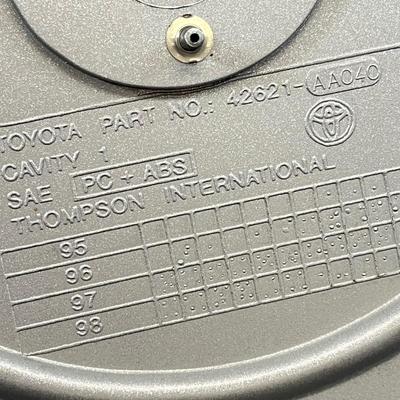 TOYOTA PART NO.: 42621-AA040
CAVITY 1
SAE PC + ABS
THOMPSON INTERNATIONAL
95
96
97
98